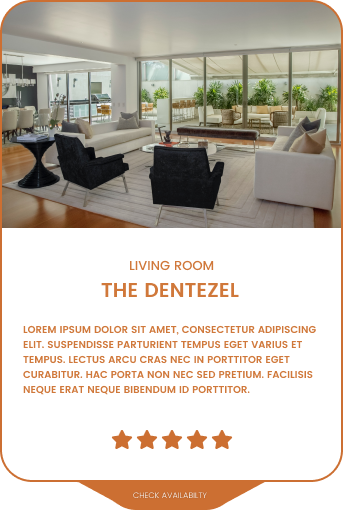 LIVING ROOM
THE DENTEZEL
LOREM IPSUM DOLOR SIT AMET, CONSECTETUR ADIPISCING
ELIT. SUSPENDISSE PARTURIENT TEMPUS EGET VARIUS ET
TEMPUS. LECTUS ARCU CRAS NEC IN PORTTITOR EGET
CURABITUR. HAC PORTA NON NEC SED PRETIUM. FACILISIS
NEQUE ERAT NEQUE BIBENDUM ID PORTTITOR.
CHECK AVAILABILTY